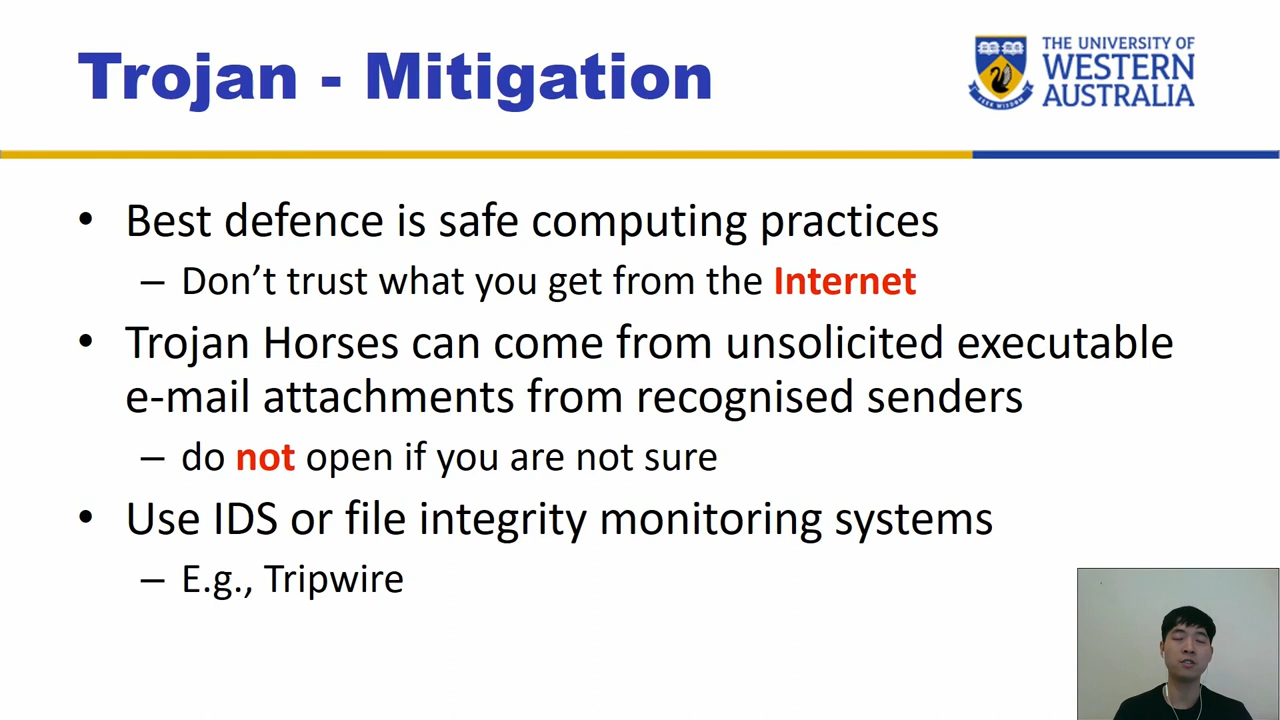 Trojan - Mitigation
THE UNIVERSITY OF
WESTERN
AUSTRALIA
SEEK WISDOM
• Best defence is safe computing practices
– Don’t trust what you get from the Internet
• Trojan Horses can come from unsolicited executable
e-mail attachments from recognised senders
– do not open if you are not sure
• Use IDS or file integrity monitoring systems
– E.g., Tripwire